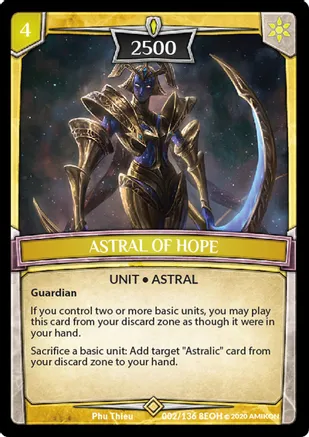 4
2500
ASTRAL OF HOPE
UNIT • ASTRAL
Guardian
If you control two or more basic units, you may play
this card from your discard zone as though it were in
your hand.
Sacrifice a basic unit: Add target "Astralic" card from
your discard zone to your hand.
Phu Thieu
002/136 BEOH © 2020 AMIKON